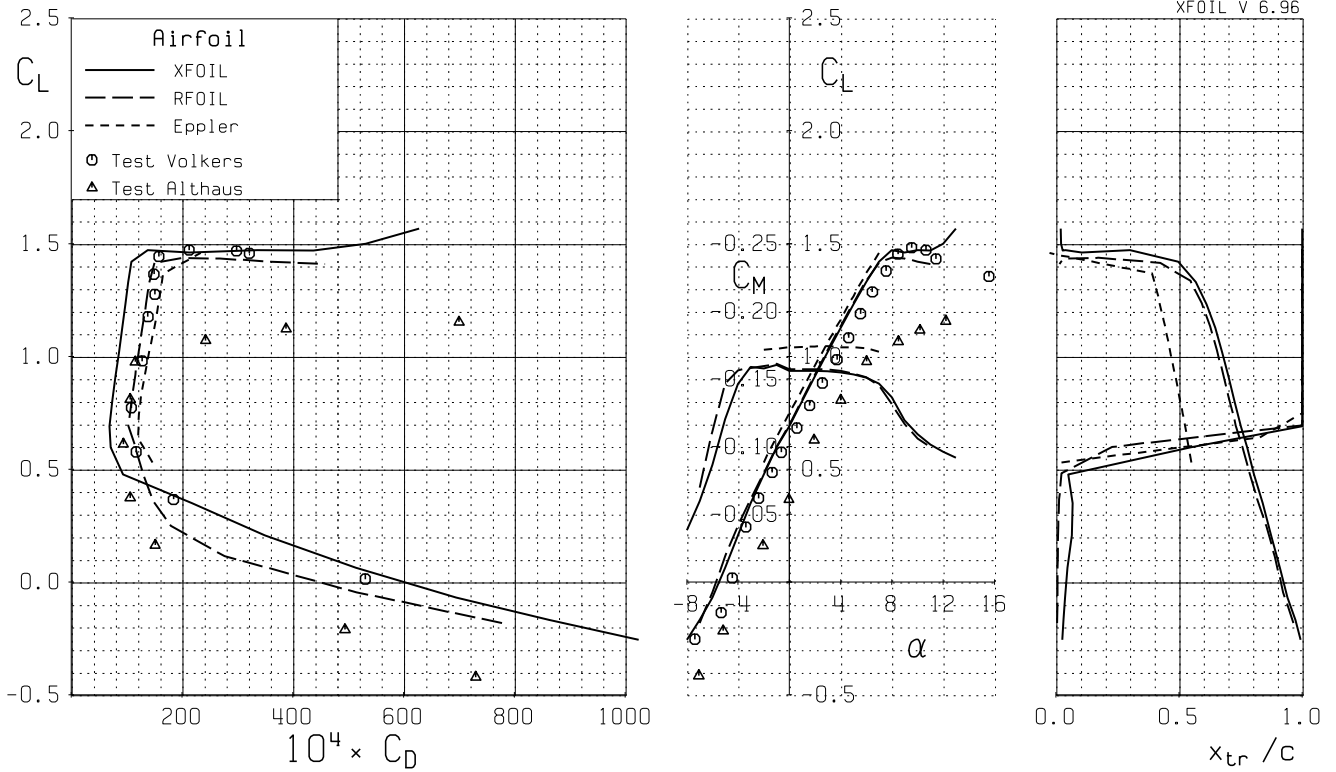 XFOIL V 6.96
2.5
C_L
2.0
1.5
1.0
0.5
0.0
-0.5
Airfoil
XFOIL
RFOIL
Eppler
Test Volkers
Test Althaus
200
400
600
800
1000
10⁴ × C_D
2.5
C_L
2.0
-0.25
1.5
C_M
-0.20
1.0
-0.15
-0.10
0.5
-0.05
-8
-4
4
8
12
16
α
-0.5
0.0
0.5
1.0
x_tr /c